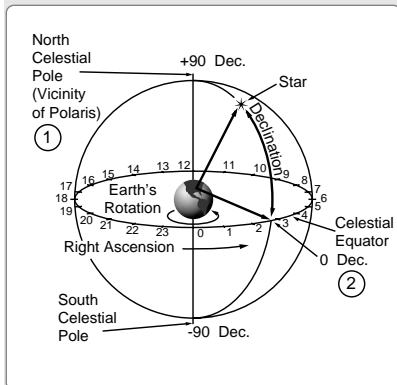 North
Celestial
Pole
(Vicinity
of Polaris)
1
+90 Dec.
Star
Declination
12
13
14
15
16
17
18
19
20
21
22
23
0
1
2
3
4
5
6
7
8
9
10
11
Earth's
Rotation
Right Ascension
Celestial
Equator
0 Dec.
2
South
Celestial
Pole
-90 Dec.